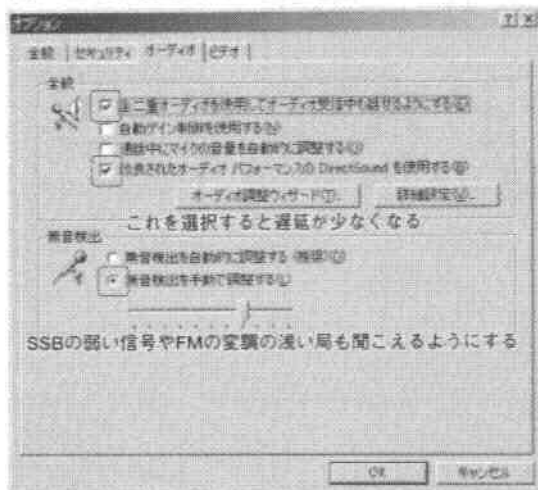 オプション
全般 セキュリティ オーディオ ビデオ
全般
全二重オーディオを使用してオーディオ受信中も話せるようにする(D)
自動ゲイン制御を使用する(N)
通話中にマイクの音量を自動的に調整する(O)
改良されたオーディオ パフォーマンスの DirectSound を使用する(B)
オーディオ調整ウィザード(T)... 詳細設定(V)...
これを選択すると遅延が少なくなる
無音検出
無音検出を自動的に調整する (推奨)(J)
無音検出を手動で調整する(L)
SSBの弱い信号やFMの変調の浅い局も聞こえるようにする
OK キャンセル